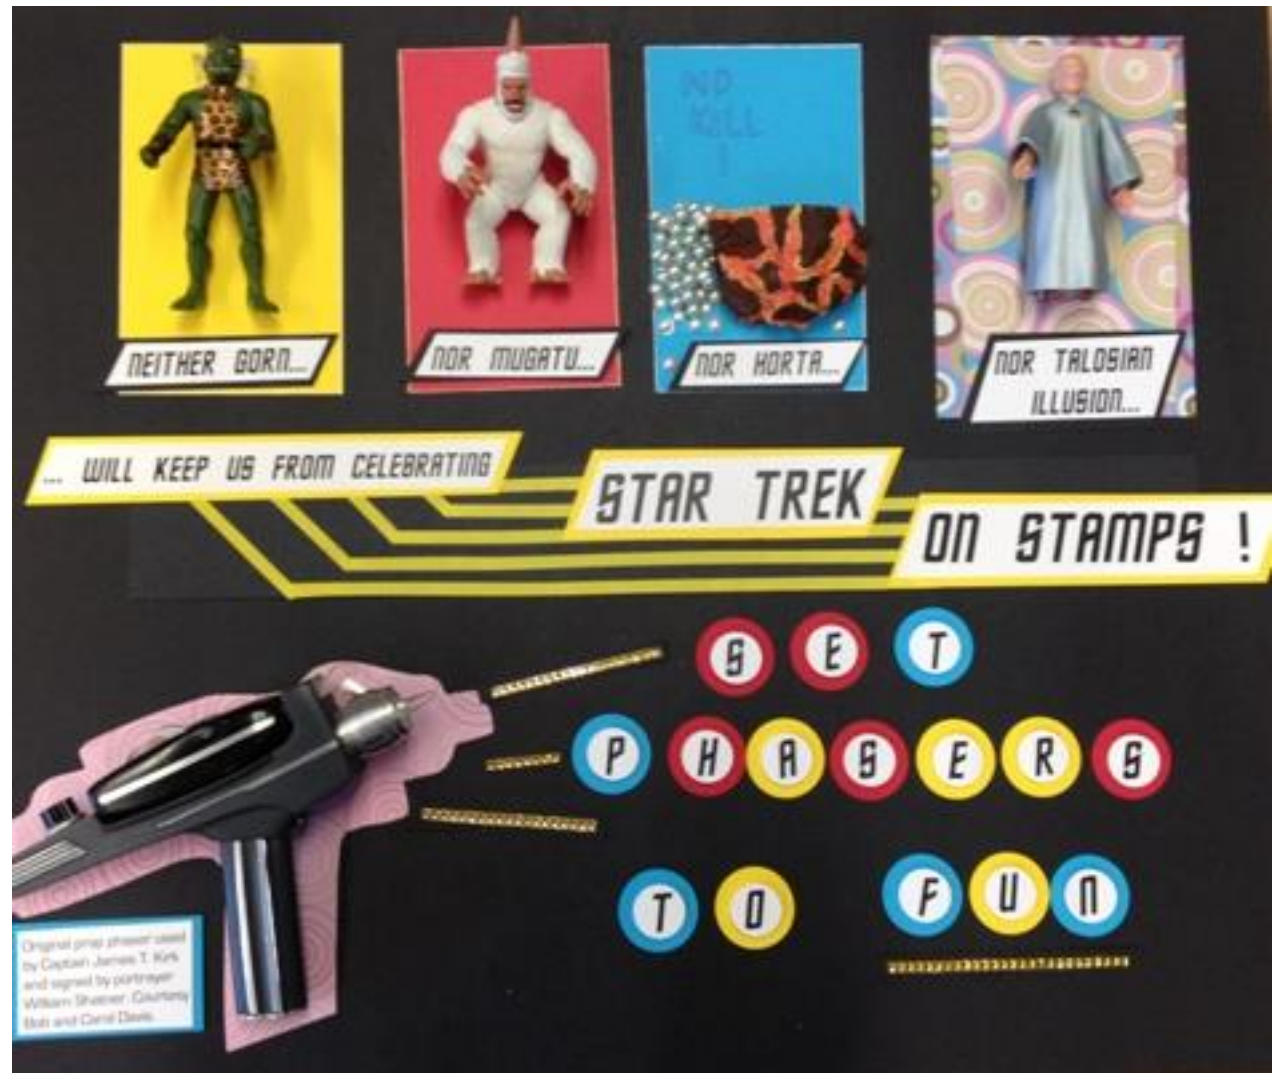 NO
KILL
!
NEITHER GORN...
NOR MUGATU...
NOR HORTA...
NOR TALOSIAN
ILLUSION...
... WILL KEEP US FROM CELEBRATING
STAR TREK
ON STAMPS !
SET
PHASERS
TO FUN
Original prop phaser used
by Captain James T. Kirk
and signed by portrayer
William Shatner. Courtesy
Bob and Carol Davis.